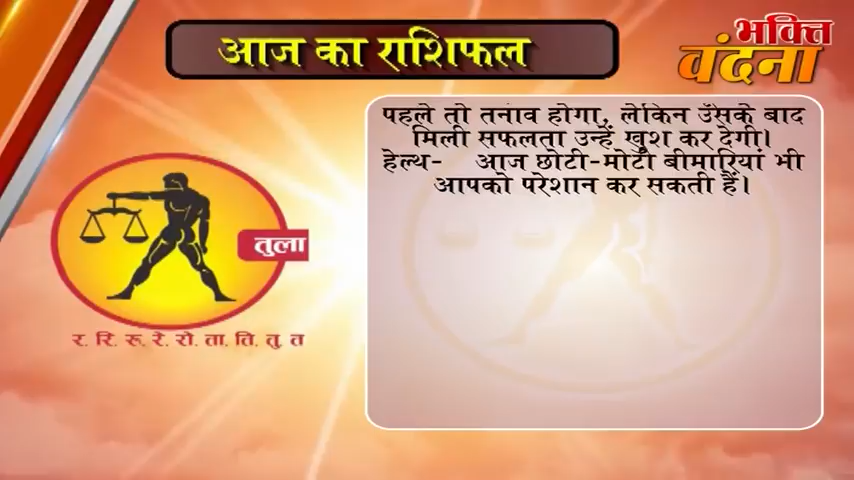 आज का राशिफल
भक्ति
वंदना
पहले तो तनाव होगा, लेकिन उसके बाद
मिली सफलता उन्हें खुश कर देगी।
हेल्थ- आज छोटी-मोटी बीमारियां भी
आपको परेशान कर सकती हैं।
तुला
र. रि. रू. रे. रो. ता. ति. तु. त